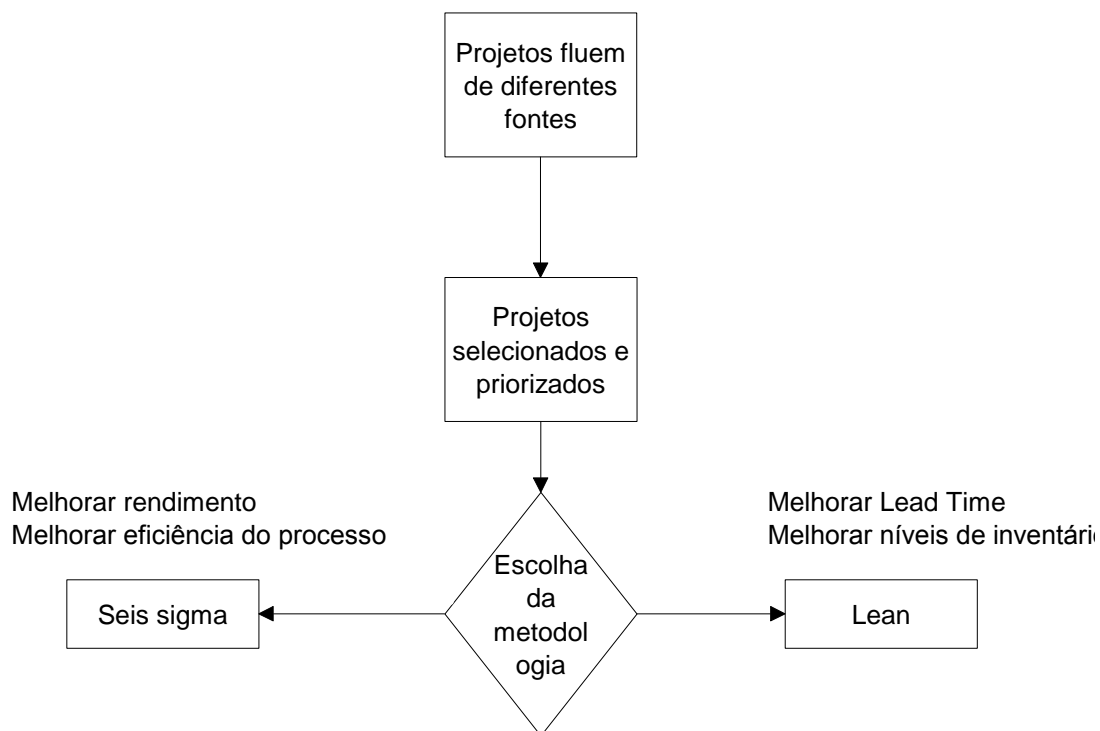 Projetos fluem
de diferentes
fontes
Projetos
selecionados e
priorizados
Melhorar rendimento
Melhorar eficiência do processo
Melhorar Lead Time
Melhorar níveis de inventári
Escolha
da
metodol
ogia
Seis sigma
Lean